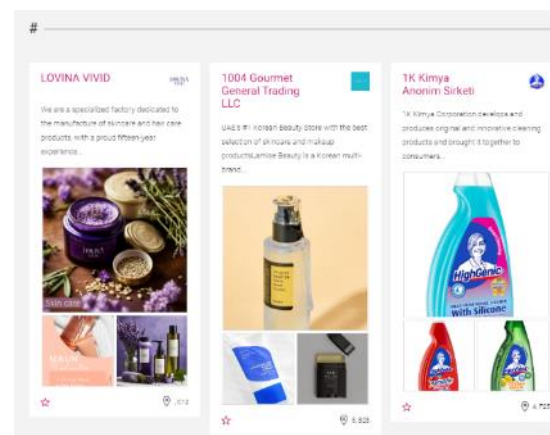 #
LOVINA VIVID
We are a specialized factory dedicated to
the manufacture of skincare and hair care
products, with a proud fifteen-year
experience...
Skin care
1004 Gourmet
General Trading
LLC
UAE's #1 Korean Beauty Store with the best
selection of skincare and makeup
productsLamise Beauty is a Korean multi-
brand...
1K Kimya
Anonim Sirketi
1K Kimya Corporation develops and
produces original and innovative cleaning
products and brought it together to
consumers...
HighGenic
With Silicone